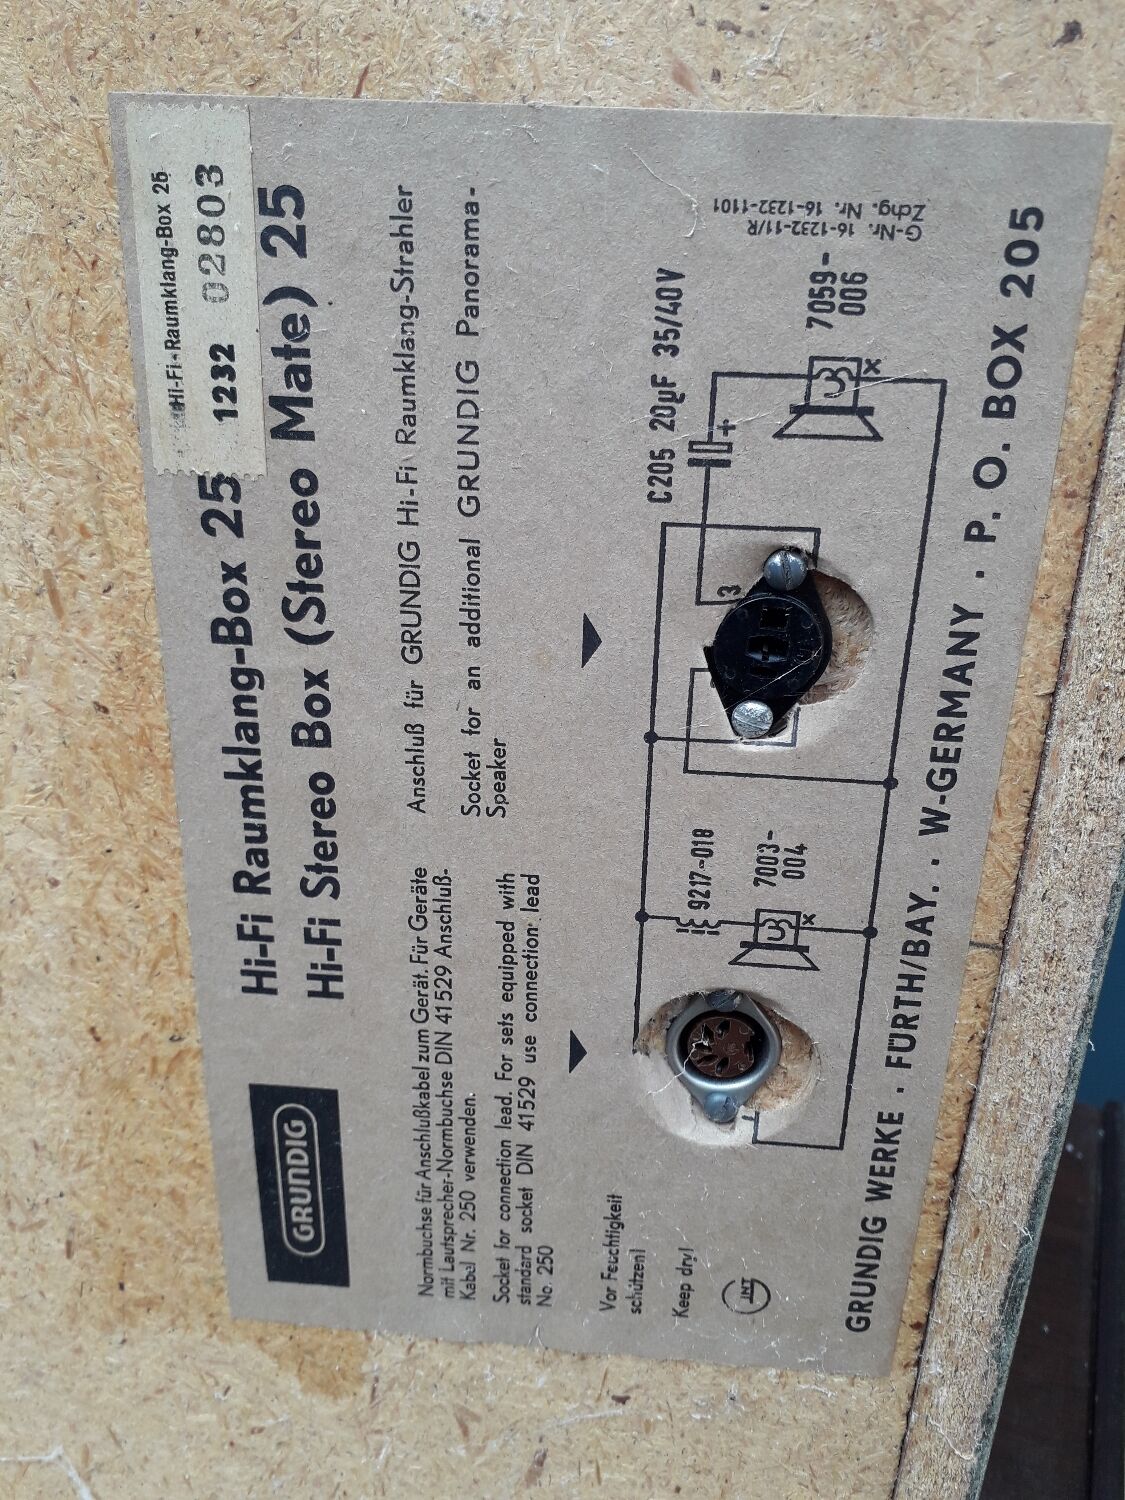 Hi-Fi-Raumklang-Box 25
1232 02803
GRUNDIG
Hi-Fi Raumklang-Box 25
Hi-Fi Stereo Box (Stereo Mate) 25
Normbuchse für Anschlußkabel zum Gerät. Für Geräte
mit Lautsprecher-Normbuchse DIN 41529 Anschluß-
Kabel Nr. 250 verwenden.
Socket for connection lead. For sets equipped with
standard socket DIN 41529 use connection lead
No. 250
Anschluß für GRUNDIG Hi-Fi Raumklang-Strahler
Socket for an additional GRUNDIG Panorama-
Speaker
Vor Feuchtigkeit
schützen!
Keep dry!
JHT
9217-018
7003-
004
x
3
C205 20µF 35/40V
+
7059-
006
x
G-Nr. 16-1232-11/R
Zchg. Nr. 16-1232-1101
GRUNDIG WERKE . FÜRTH/BAY. . W-GERMANY . P. O. BOX 205